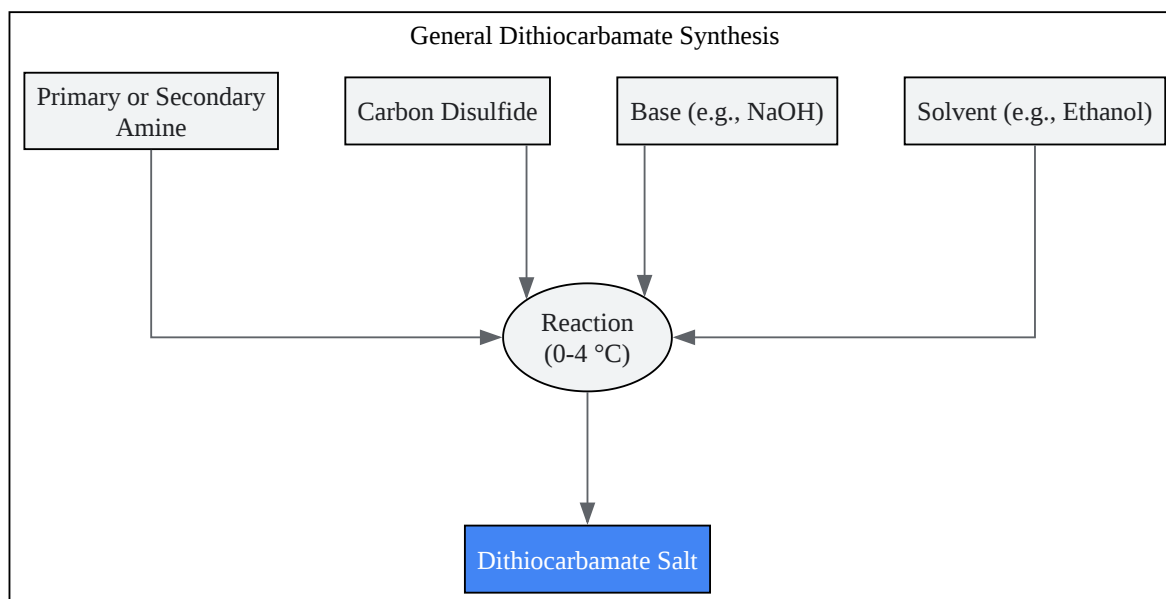 General Dithiocarbamate Synthesis
Primary or Secondary
Amine
Carbon Disulfide
Base (e.g., NaOH)
Solvent (e.g., Ethanol)
Reaction
(0-4 °C)
Dithiocarbamate Salt